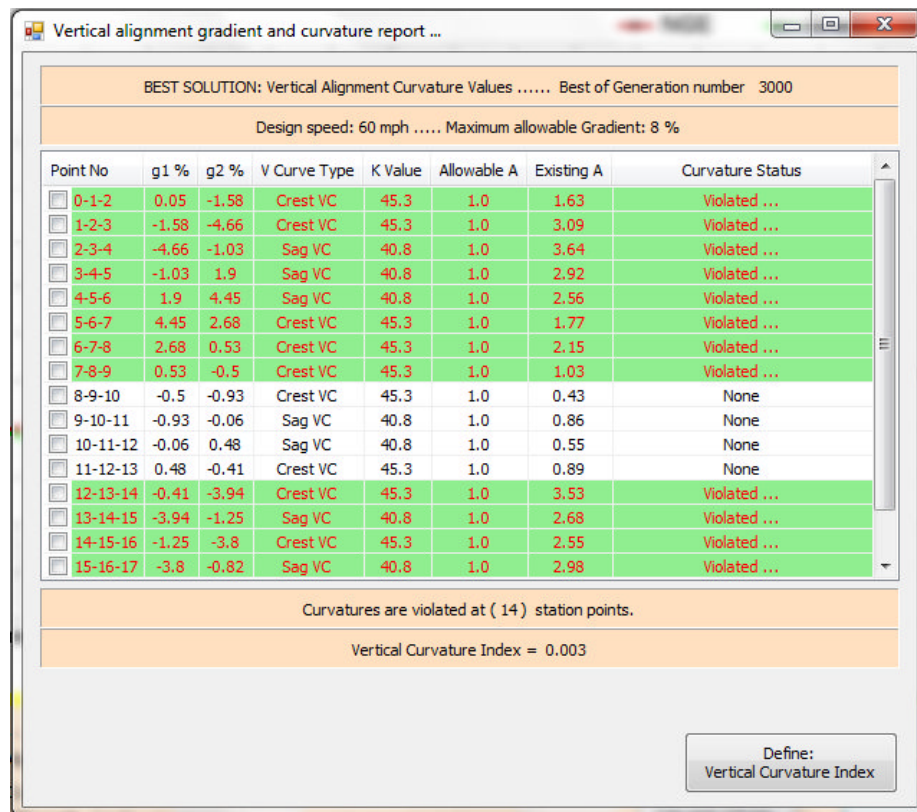 Vertical alignment gradient and curvature report ...
BEST SOLUTION: Vertical Alignment Curvature Values ...... Best of Generation number 3000
Design speed: 60 mph ..... Maximum allowable Gradient: 8 %
Point No g1 % g2 % V Curve Type K Value Allowable A Existing A Curvature Status
0-1-2 0.05 -1.58 Crest VC 45.3 1.0 1.63 Violated ...
1-2-3 -1.58 -4.66 Crest VC 45.3 1.0 3.09 Violated ...
2-3-4 -4.66 -1.03 Sag VC 40.8 1.0 3.64 Violated ...
3-4-5 -1.03 1.9 Sag VC 40.8 1.0 2.92 Violated ...
4-5-6 1.9 4.45 Sag VC 40.8 1.0 2.56 Violated ...
5-6-7 4.45 2.68 Crest VC 45.3 1.0 1.77 Violated ...
6-7-8 2.68 0.53 Crest VC 45.3 1.0 2.15 Violated ...
7-8-9 0.53 -0.5 Crest VC 45.3 1.0 1.03 Violated ...
8-9-10 -0.5 -0.93 Crest VC 45.3 1.0 0.43 None
9-10-11 -0.93 -0.06 Sag VC 40.8 1.0 0.86 None
10-11-12 -0.06 0.48 Sag VC 40.8 1.0 0.55 None
11-12-13 0.48 -0.41 Crest VC 45.3 1.0 0.89 None
12-13-14 -0.41 -3.94 Crest VC 45.3 1.0 3.53 Violated ...
13-14-15 -3.94 -1.25 Sag VC 40.8 1.0 2.68 Violated ...
14-15-16 -1.25 -3.8 Crest VC 45.3 1.0 2.55 Violated ...
15-16-17 -3.8 -0.82 Sag VC 40.8 1.0 2.98 Violated ...
Curvatures are violated at ( 14 ) station points.
Vertical Curvature Index = 0.003
Define:
Vertical Curvature Index